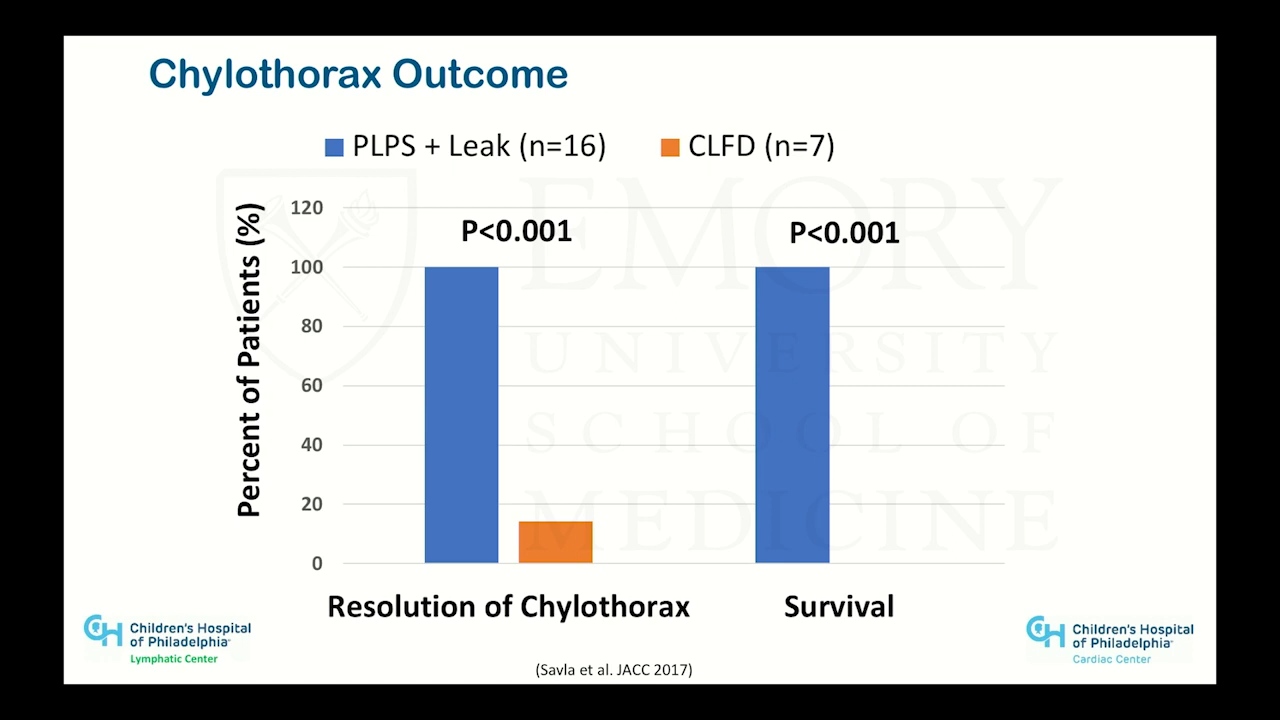 Chylothorax Outcome
PLPS + Leak (n=16) CLFD (n=7)
EMORY
UNIVERSITY
SCHOOL OF
MEDICINE
Percent of Patients (%)
120
100
80
60
40
20
0
P<0.001 P<0.001
Resolution of Chylothorax Survival
Children's Hospital
of Philadelphia
Lymphatic Center
Children's Hospital
of Philadelphia
Cardiac Center
(Savla et al. JACC 2017)